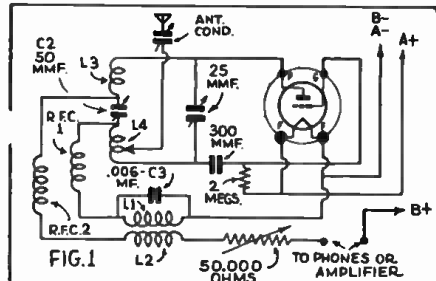 ANT.
COND.
B-
A-
A+
C2
50
MMF.
L3
25
MMF.
R.F.C.
1
L4
300
MMF.
.006-C3
MF.
2
MEGS.
L1
R.F.C.2
B+
FIG.1
L2
50.000
OHMS
TO PHONES OR
AMPLIFIER